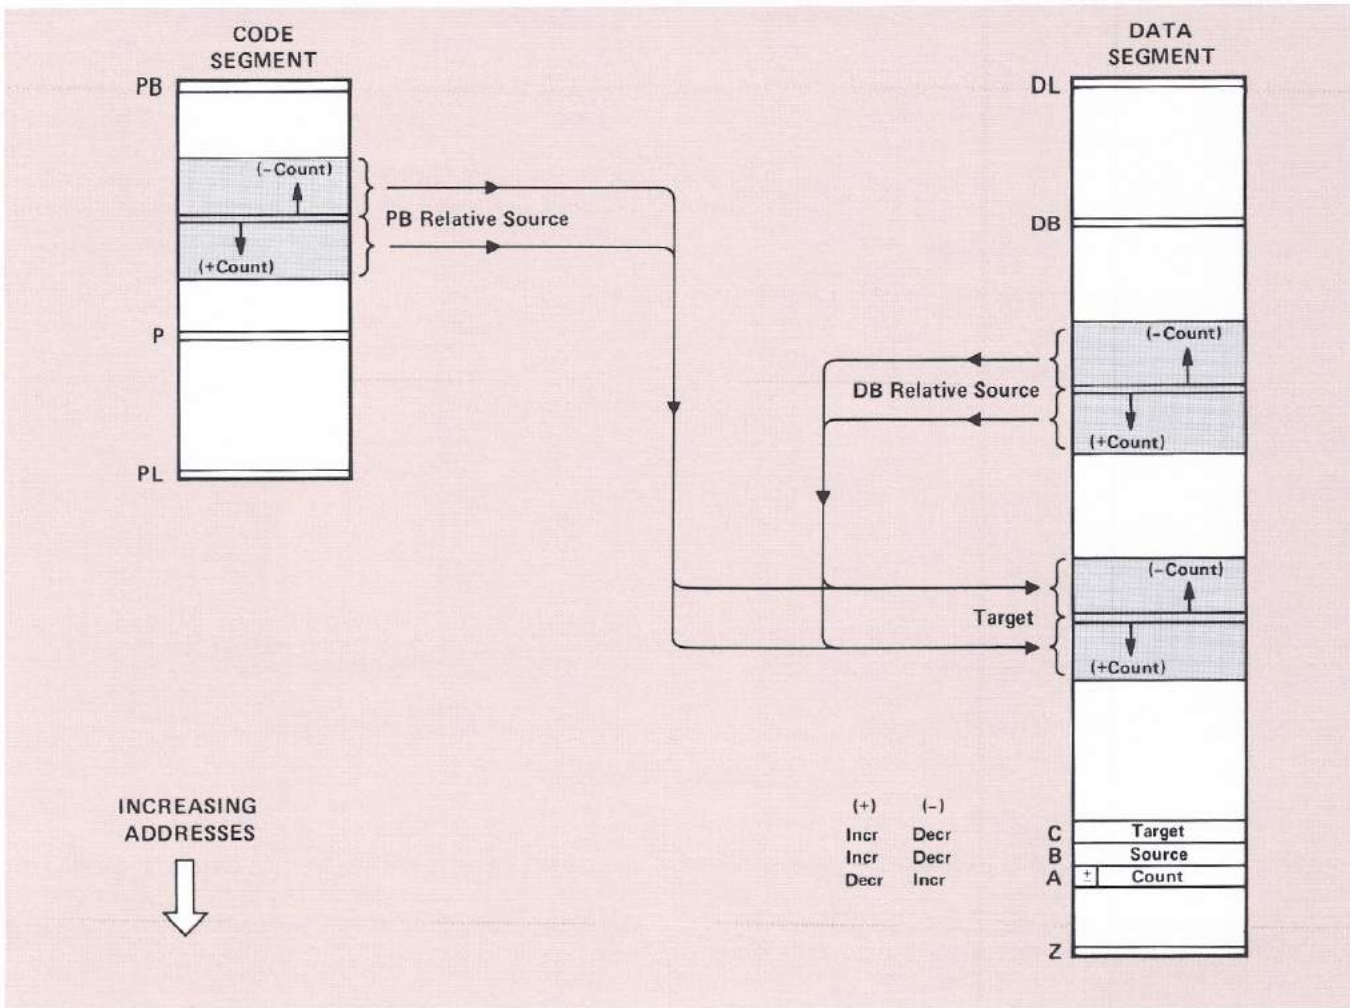 CODE
SEGMENT
PB
(-Count)
PB Relative Source
(+Count)
P
PL
DATA
SEGMENT
DL
DB
(-Count)
DB Relative Source
(+Count)
(-Count)
Target
(+Count)
INCREASING
ADDRESSES
(+) (-)
Incr Decr C Target
Incr Decr B Source
Decr Incr A ± Count
Z